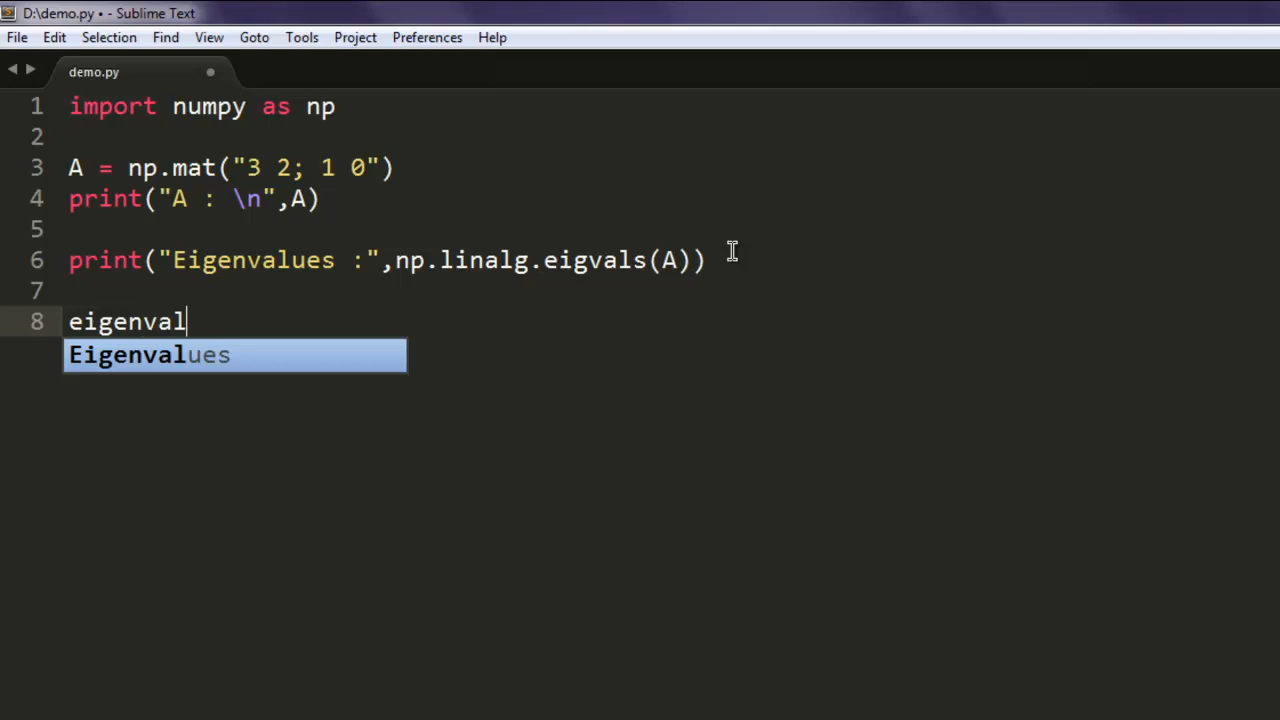 D:\demo.py • - Sublime Text
File Edit Selection Find View Goto Tools Project Preferences Help
demo.py
1 import numpy as np
2
3 A = np.mat("3 2; 1 0")
4 print("A : \n",A)
5
6 print("Eigenvalues :",np.linalg.eigvals(A))
7
8 eigenval
Eigenvalues